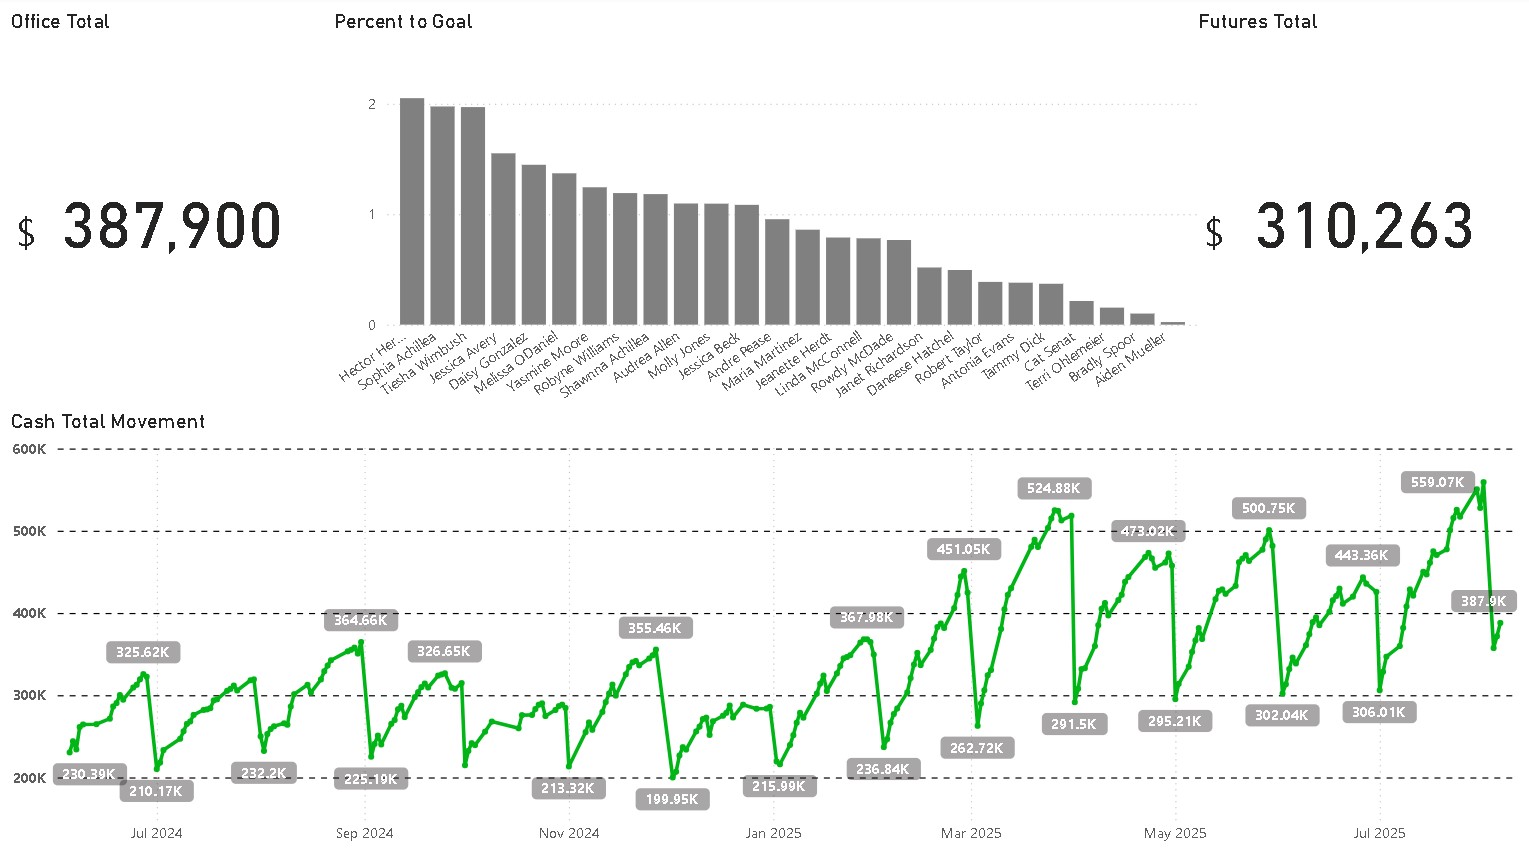 Office Total
Percent to Goal
Futures Total
$ 387,900
2
1
0
Hector Her...
Sophia Achillea
Tiesha Wimbush
Jessica Avery
Daisy Gonzalez
Melissa ODaniel
Yasmine Moore
Robyne Williams
Shawnna Achillea
Audrea Allen
Molly Jones
Jessica Beck
Andre Pease
Maria Martinez
Jeanette Herdt
Linda McConnell
Rowdy McDade
Janet Richardson
Daneese Hatchel
Robert Taylor
Antonia Evans
Tammy Dick
Cat Senat
Terri Ohlemeier
Bradly Spoor
Aiden Mueller
$ 310,263
Cash Total Movement
600K
500K
400K
300K
200K
230.39K
325.62K
210.17K
232.2K
364.66K
225.19K
326.65K
213.32K
355.46K
199.95K
215.99K
367.98K
236.84K
451.05K
262.72K
524.88K
291.5K
473.02K
295.21K
500.75K
302.04K
443.36K
306.01K
559.07K
387.9K
Jul 2024
Sep 2024
Nov 2024
Jan 2025
Mar 2025
May 2025
Jul 2025